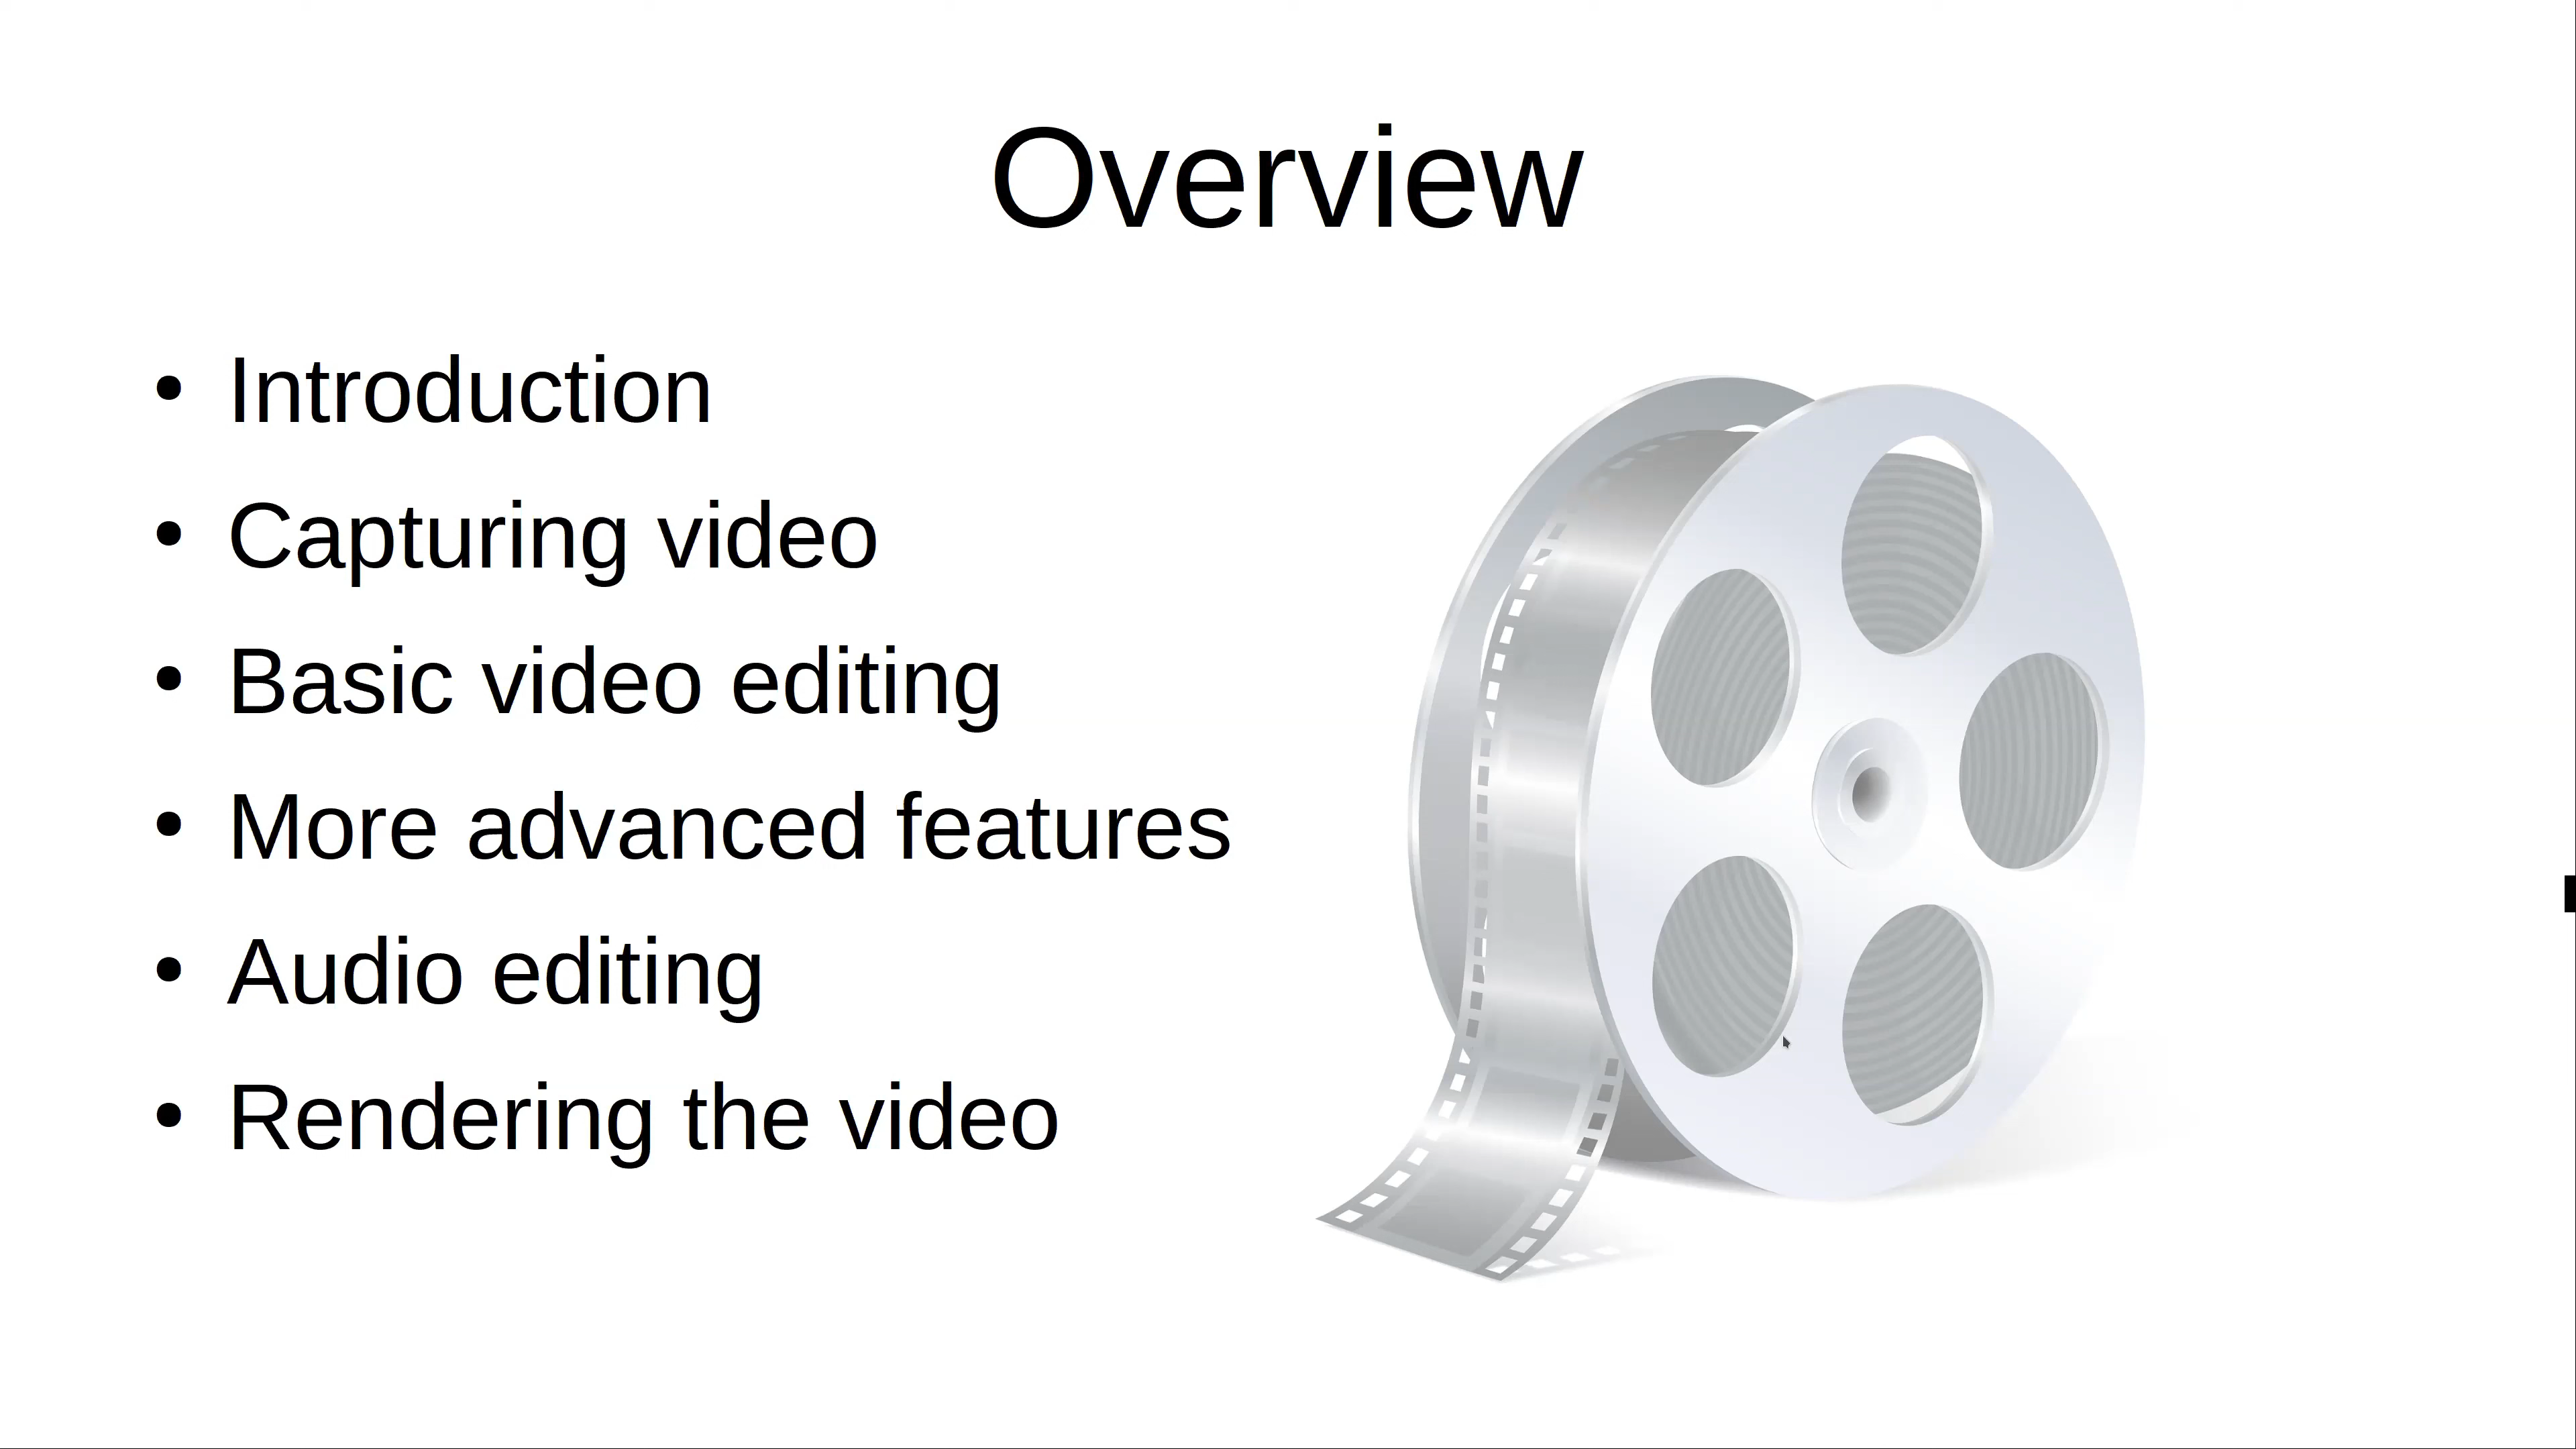 Overview
• Introduction
• Capturing video
• Basic video editing
• More advanced features
• Audio editing
• Rendering the video